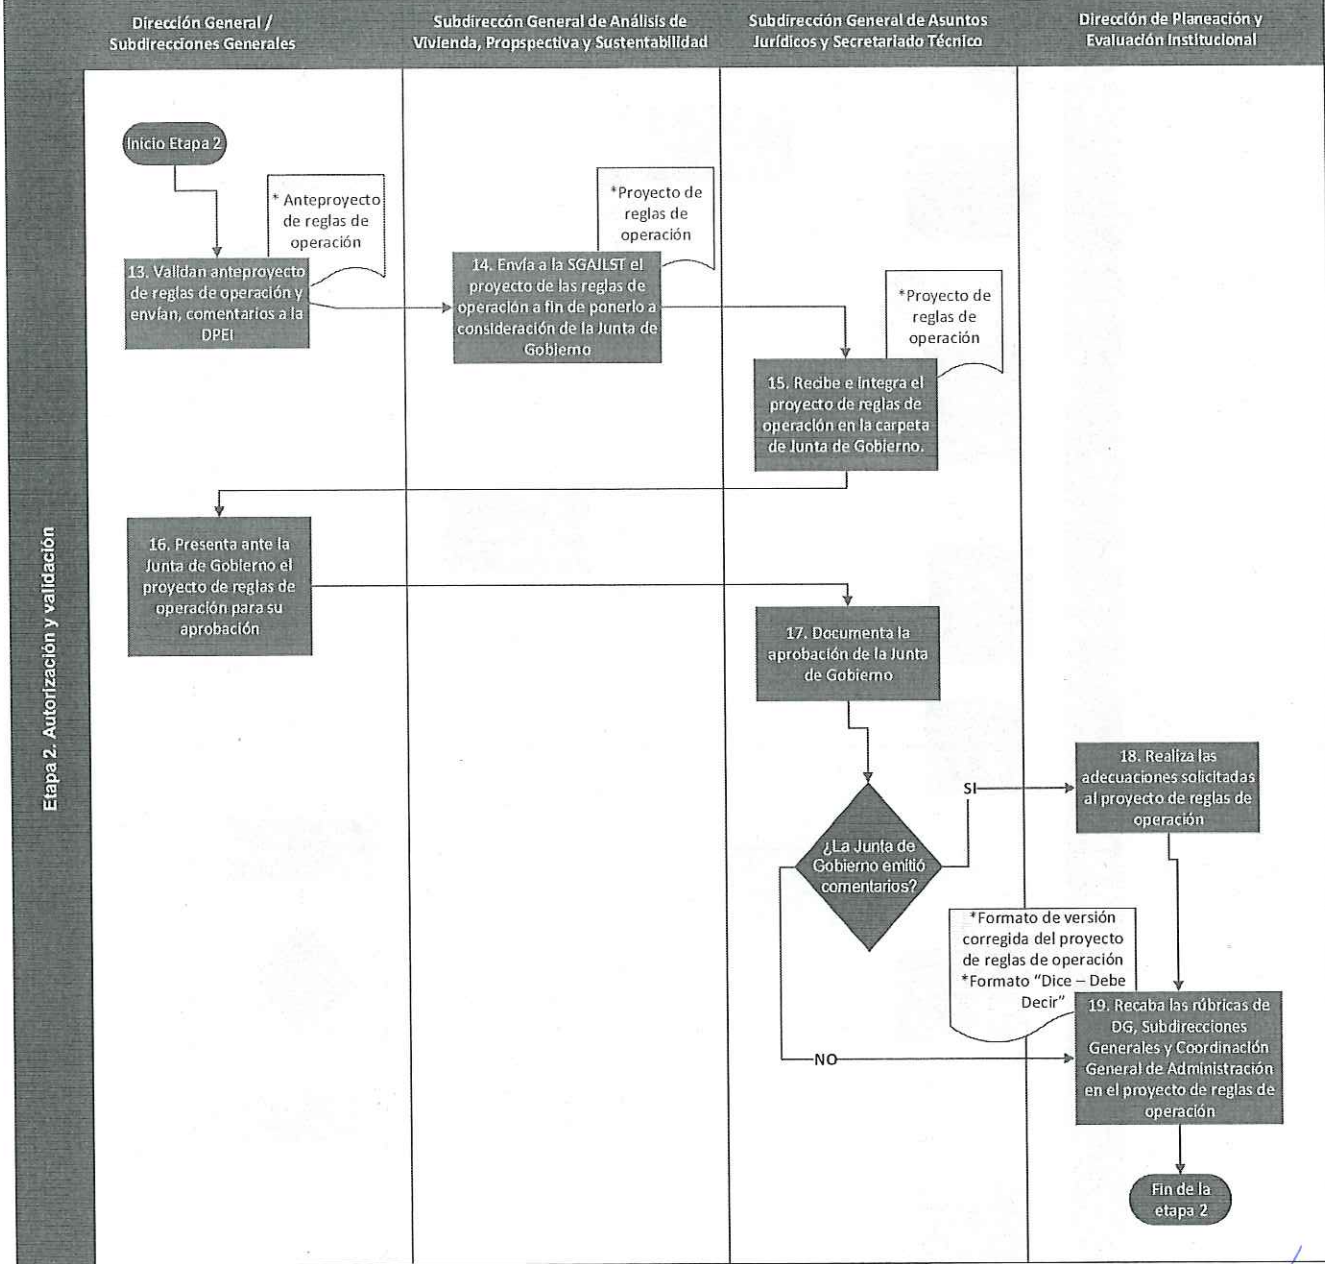 Dirección General /
Subdirecciones Generales
Subdireccón General de Análisis de
Vivienda, Propspectiva y Sustentabilidad
Subdirección General de Asuntos
Jurídicos y Secretariado Técnico
Dirección de Planeación y
Evaluación Institucional
Etapa 2. Autorización y validación
Inicio Etapa 2
* Anteproyecto
de reglas de
operación
13. Validan anteproyecto
de reglas de operación y
envían, comentarios a la
DPEI
*Proyecto de
reglas de
operación
14. Envía a la SGAJLST el
proyecto de las reglas de
operación a fin de ponerlo a
consideración de la Junta de
Gobierno
*Proyecto de
reglas de
operación
15. Recibe e integra el
proyecto de reglas de
operación en la carpeta
de Junta de Gobierno.
16. Presenta ante la
Junta de Gobierno el
proyecto de reglas de
operación para su
aprobación
17. Documenta la
aprobación de la Junta
de Gobierno
¿La Junta de
Gobierno emitió
comentarios?
SI
18. Realiza las
adecuaciones solicitadas
al proyecto de reglas de
operación
*Formato de versión
corregida del proyecto
de reglas de operación
*Formato "Dice – Debe
Decir"
NO
19. Recaba las rúbricas de
DG, Subdirecciones
Generales y Coordinación
General de Administración
en el proyecto de reglas de
operación
Fin de la
etapa 2